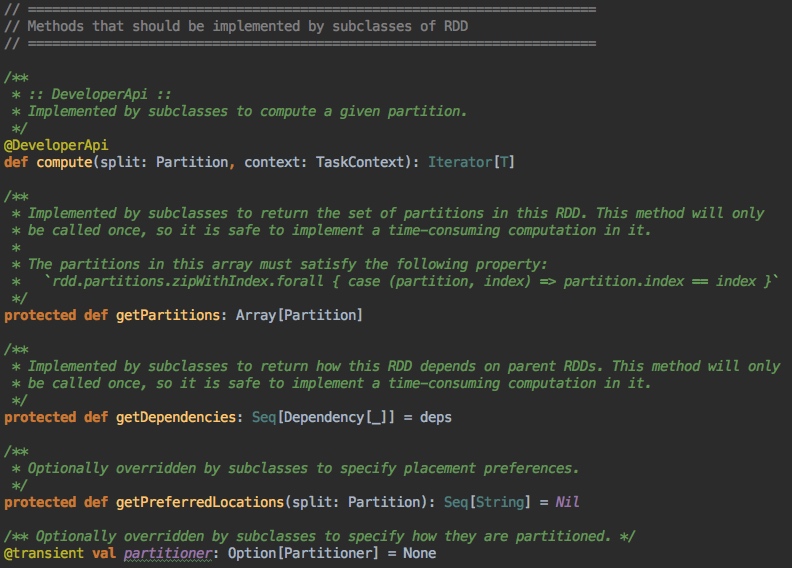 // =====================================================================
// Methods that should be implemented by subclasses of RDD
// =====================================================================
/**
* :: DeveloperApi ::
* Implemented by subclasses to compute a given partition.
*/
@DeveloperApi
def compute(split: Partition, context: TaskContext): Iterator[T]
/**
* Implemented by subclasses to return the set of partitions in this RDD. This method will only
* be called once, so it is safe to implement a time-consuming computation in it.
*
* The partitions in this array must satisfy the following property:
*   `rdd.partitions.zipWithIndex.forall { case (partition, index) => partition.index == index }`
*/
protected def getPartitions: Array[Partition]
/**
* Implemented by subclasses to return how this RDD depends on parent RDDs. This method will only
* be called once, so it is safe to implement a time-consuming computation in it.
*/
protected def getDependencies: Seq[Dependency[_]] = deps
/**
* Optionally overridden by subclasses to specify placement preferences.
*/
protected def getPreferredLocations(split: Partition): Seq[String] = Nil
/** Optionally overridden by subclasses to specify how they are partitioned. */
@transient val partitioner: Option[Partitioner] = None